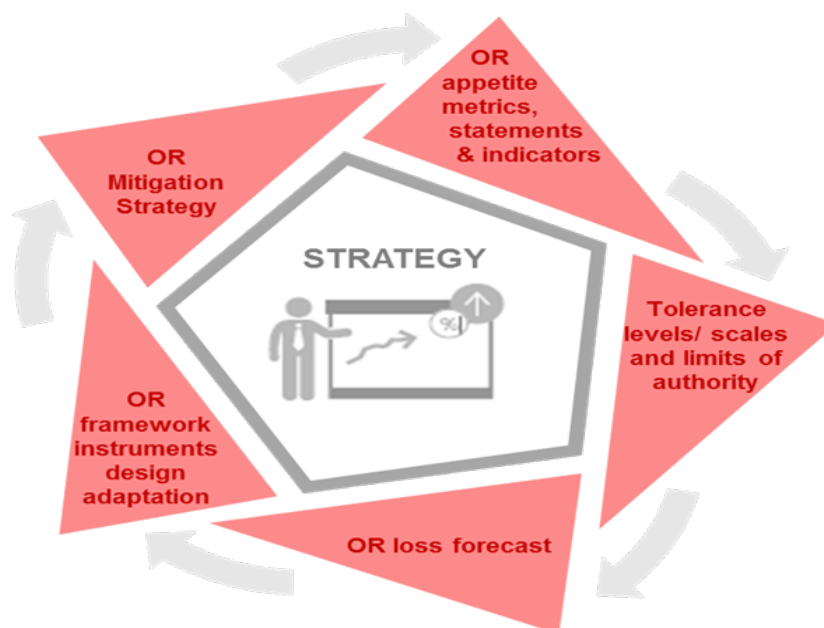 OR
appetite
metrics,
statements
& indicators
OR
Mitigation
Strategy
STRATEGY
%
Tolerance
levels/ scales
and limits of
authority
OR
framework
instruments
design
adaptation
OR loss forecast